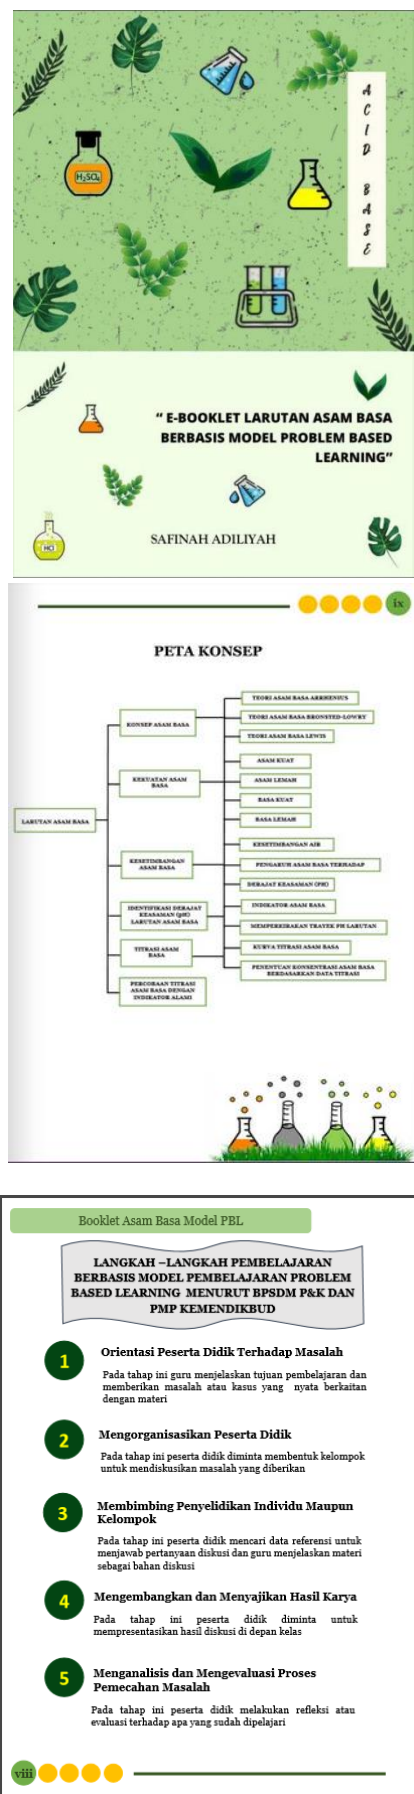 ACID BASE
H₂SO₄
“ E-BOOKLET LARUTAN ASAM BASA
BERBASIS MODEL PROBLEM BASED
LEARNING”
HCl
SAFINAH ADILIYAH
ix
PETA KONSEP
LARUTAN ASAM BASA
KONSEP ASAM BASA
TEORI ASAM BASA ARRHENIUS
TEORI ASAM BASA BRONSTED-LOWRY
TEORI ASAM BASA LEWIS
KEKUATAN ASAM
BASA
ASAM KUAT
ASAM LEMAH
BASA KUAT
BASA LEMAH
KESETIMBANGAN
ASAM BASA
KESETIMBANGAN AIR
PENGARUH ASAM BASA TERHADAP
DERAJAT KEASAMAN (PH)
IDENTIFIKASI DERAJAT
KEASAMAN (pH)
LARUTAN ASAM BASA
INDIKATOR ASAM BASA
MEMPERKIRAKAN TRAYEK PH LARUTAN
TITRASI ASAM
BASA
KURVA TITRASI ASAM BASA
PENENTUAN KONSENTRASI ASAM BASA
BERDASARKAN DATA TITRASI
PERCOBAAN TITRASI
ASAM BASA DENGAN
INDIKATOR ALAMI
Booklet Asam Basa Model PBL
LANGKAH –LANGKAH PEMBELAJARAN
BERBASIS MODEL PEMBELAJARAN PROBLEM
BASED LEARNING MENURUT BPSDM P&K DAN
PMP KEMENDIKBUD
1
Orientasi Peserta Didik Terhadap Masalah
Pada tahap ini guru menjelaskan tujuan pembelajaran dan
memberikan masalah atau kasus yang nyata berkaitan
dengan materi
2
Mengorganisasikan Peserta Didik
Pada tahap ini peserta didik diminta membentuk kelompok
untuk mendiskusikan masalah yang diberikan
3
Membimbing Penyelidikan Individu Maupun
Kelompok
Pada tahap ini peserta didik mencari data referensi untuk
menjawab pertanyaan diskusi dan guru menjelaskan materi
sebagai bahan diskusi
4
Mengembangkan dan Menyajikan Hasil Karya
Pada tahap ini peserta didik diminta untuk
mempresentasikan hasil diskusi di depan kelas
5
Menganalisis dan Mengevaluasi Proses
Pemecahan Masalah
Pada tahap ini peserta didik melakukan refleksi atau
evaluasi terhadap apa yang sudah dipelajari
viii